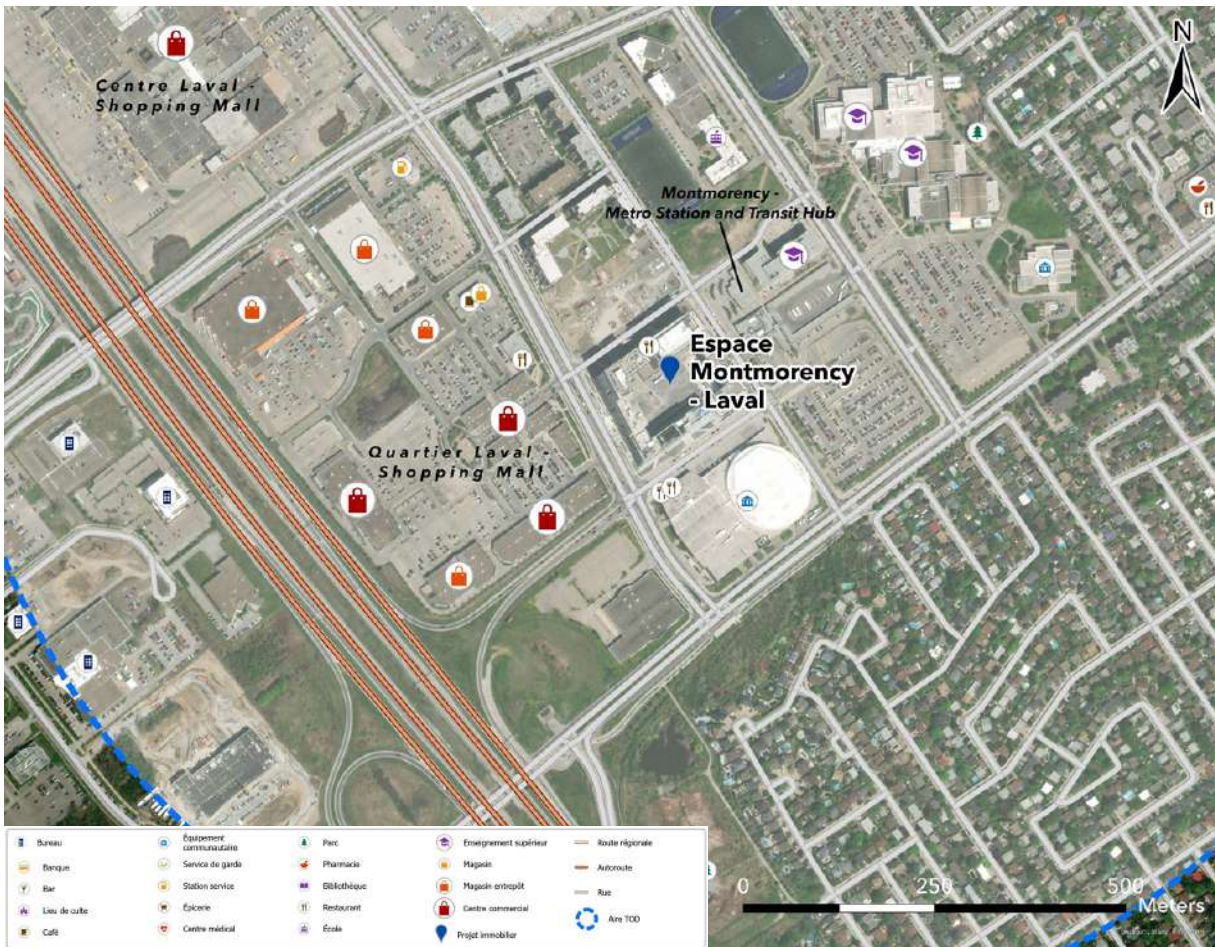 N
Centre Laval -
Shopping Mall
Montmorency -
Metro Station and Transit Hub
Espace
Montmorency
- Laval
Quartier Laval -
Shopping Mall
Bureau
Banque
Bar
Lieu de culte
Café
Équipement
communautaire
Service de garde
Station service
Épicerie
Centre médical
Parc
Pharmacie
Bibliothèque
Restaurant
École
Enseignement supérieur
Magasin
Magasin entrepôt
Centre commercial
Projet immobilier
Route régionale
Autoroute
Rue
Aire TOD
0 250 500
Meters